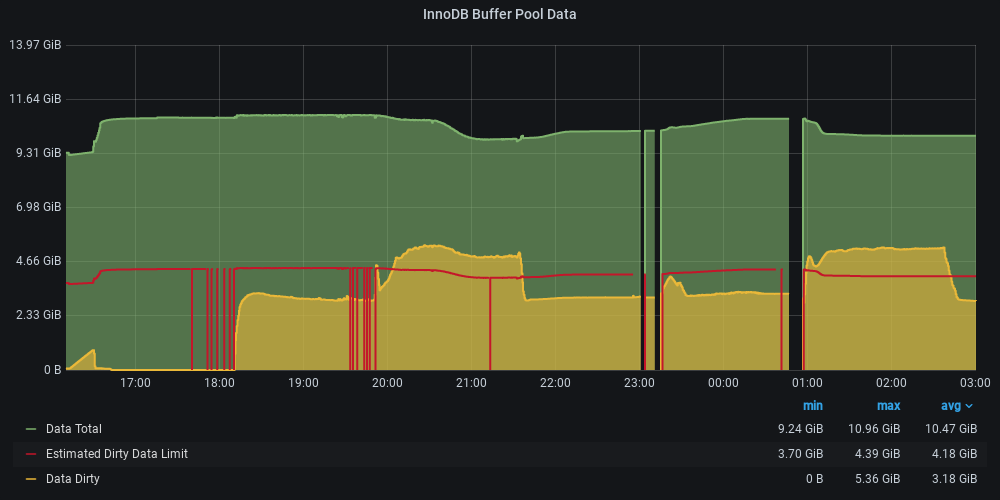 InnoDB Buffer Pool Data
13.97 GiB
11.64 GiB
9.31 GiB
6.98 GiB
4.66 GiB
2.33 GiB
0 B
17:00 18:00 19:00 20:00 21:00 22:00 23:00 00:00 01:00 02:00 03:00
min max avg
Data Total 9.24 GiB 10.96 GiB 10.47 GiB
Estimated Dirty Data Limit 3.70 GiB 4.39 GiB 4.18 GiB
Data Dirty 0 B 5.36 GiB 3.18 GiB